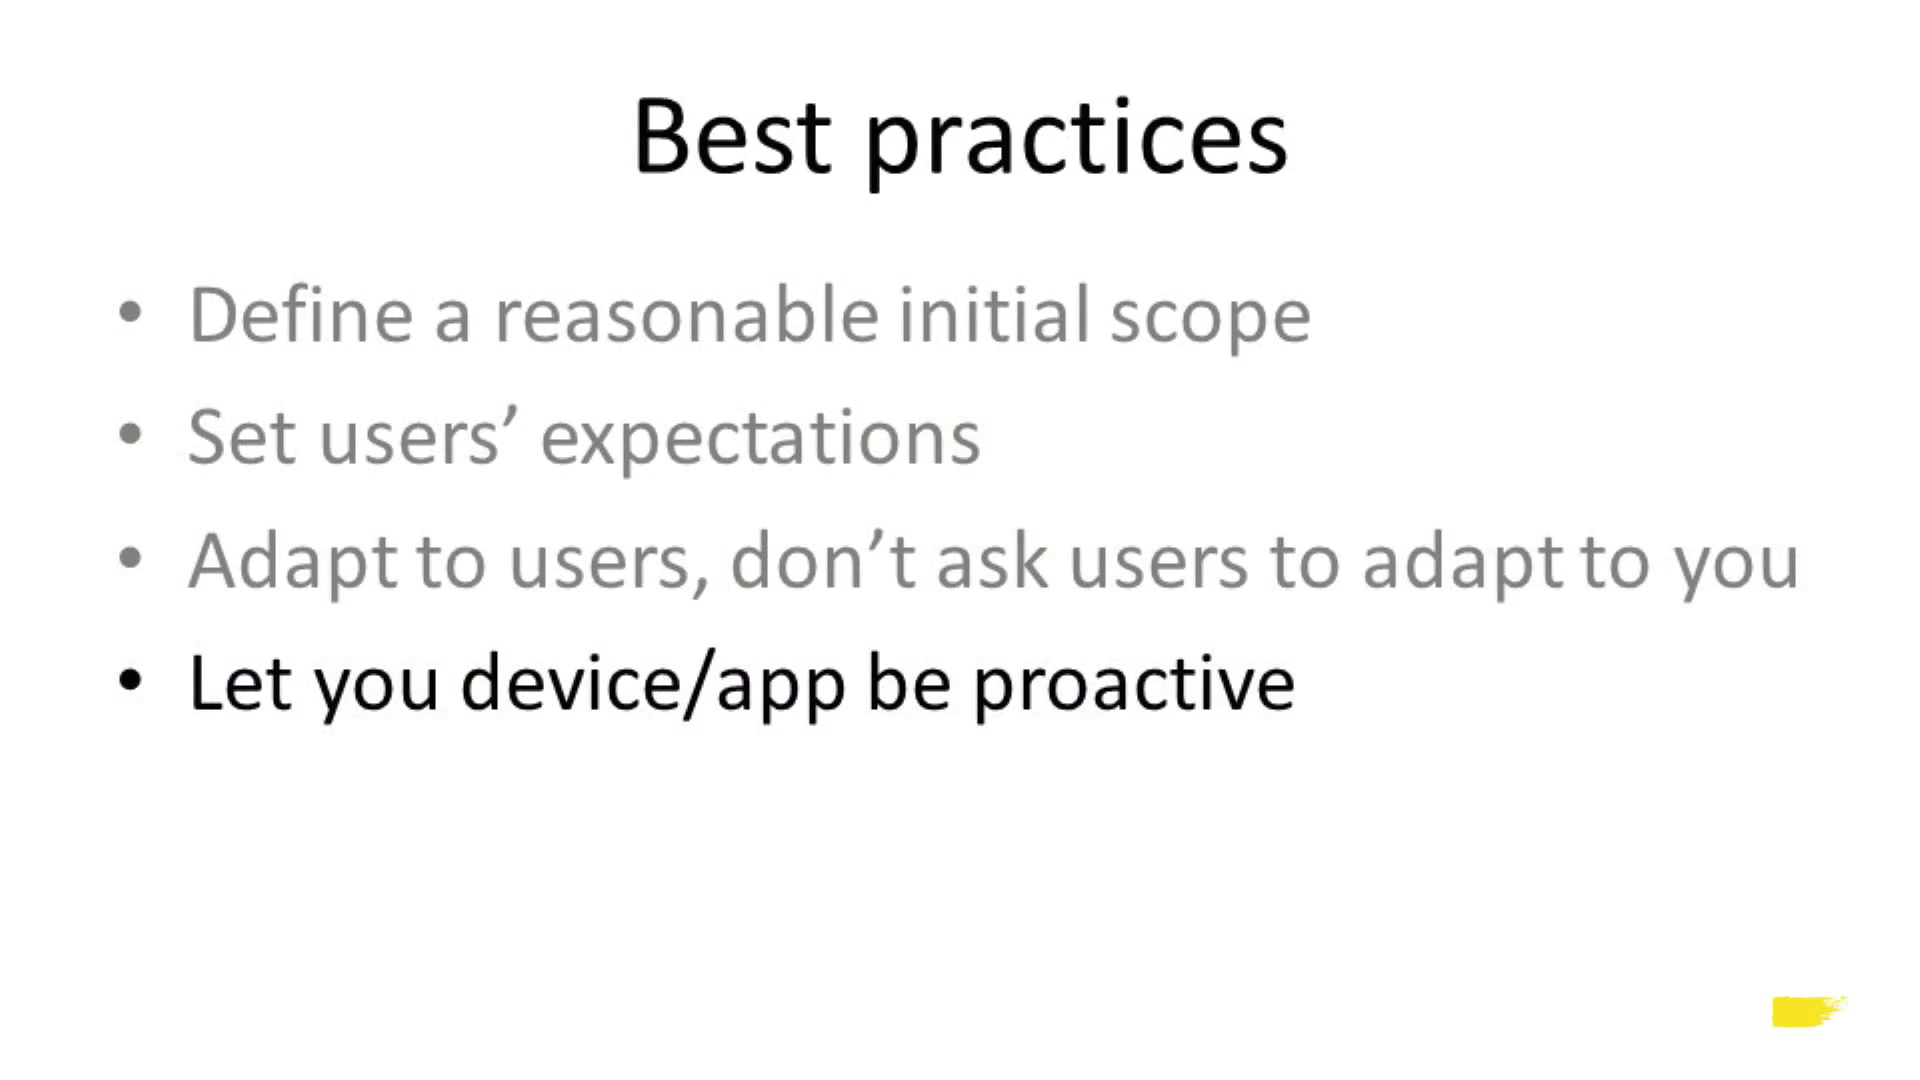 Best practices
• Define a reasonable initial scope
• Set users’ expectations
• Adapt to users, don’t ask users to adapt to you
• Let you device/app be proactive